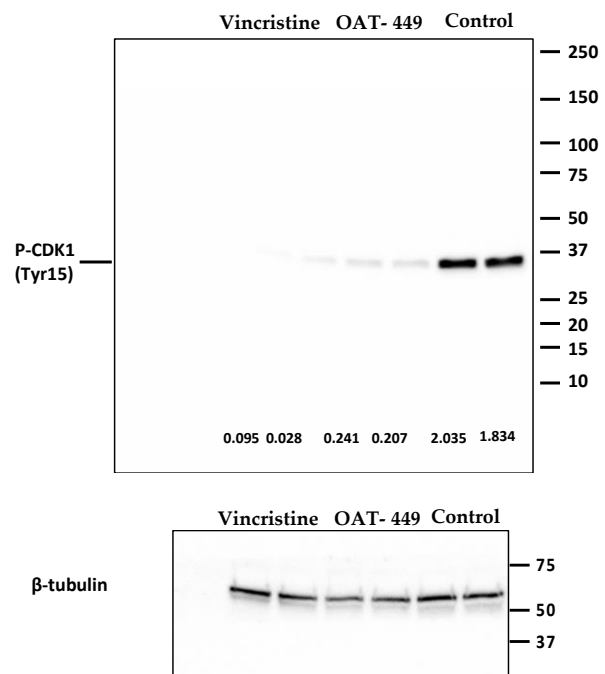 Vincristine OAT- 449 Control
250
150
100
75
50
P-CDK1
(Tyr15)
37
25
20
15
10
0.095 0.028 0.241 0.207 2.035 1.834
Vincristine OAT- 449 Control
β-tubulin
75
50
37